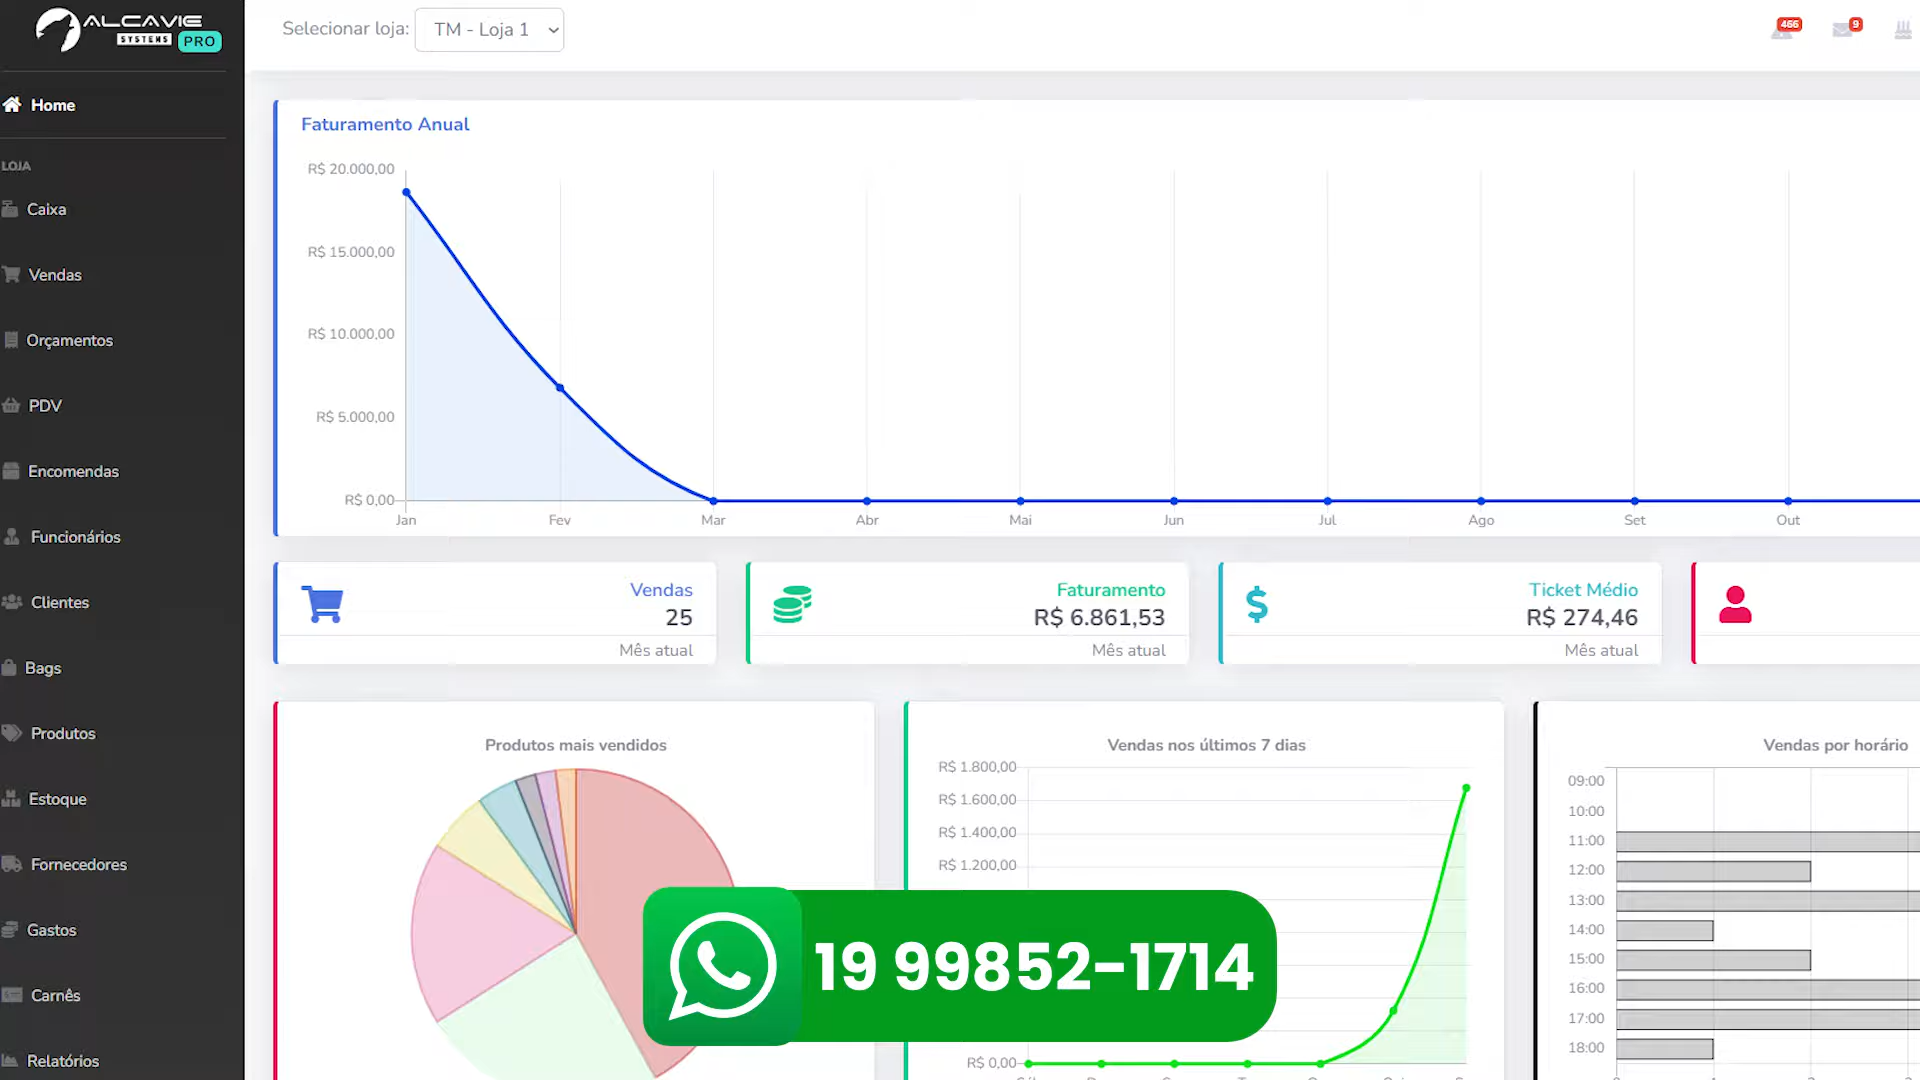 ALCAVIE
SYSTEMS PRO
Selecionar loja: TM - Loja 1
466
9
Home
LOJA
Caixa
Vendas
Orçamentos
PDV
Encomendas
Funcionários
Clientes
Bags
Produtos
Estoque
Fornecedores
Gastos
Carnês
Relatórios
Faturamento Anual
R$ 20.000,00
R$ 15.000,00
R$ 10.000,00
R$ 5.000,00
R$ 0,00
Jan Fev Mar Abr Mai Jun Jul Ago Set Out
Vendas
25
Mês atual
Faturamento
R$ 6.861,53
Mês atual
Ticket Médio
R$ 274,46
Mês atual
Produtos mais vendidos
Vendas nos últimos 7 dias
R$ 1.800,00
R$ 1.600,00
R$ 1.400,00
R$ 1.200,00
R$ 0,00
Vendas por horário
09:00
10:00
11:00
12:00
13:00
14:00
15:00
16:00
17:00
18:00
19 99852-1714